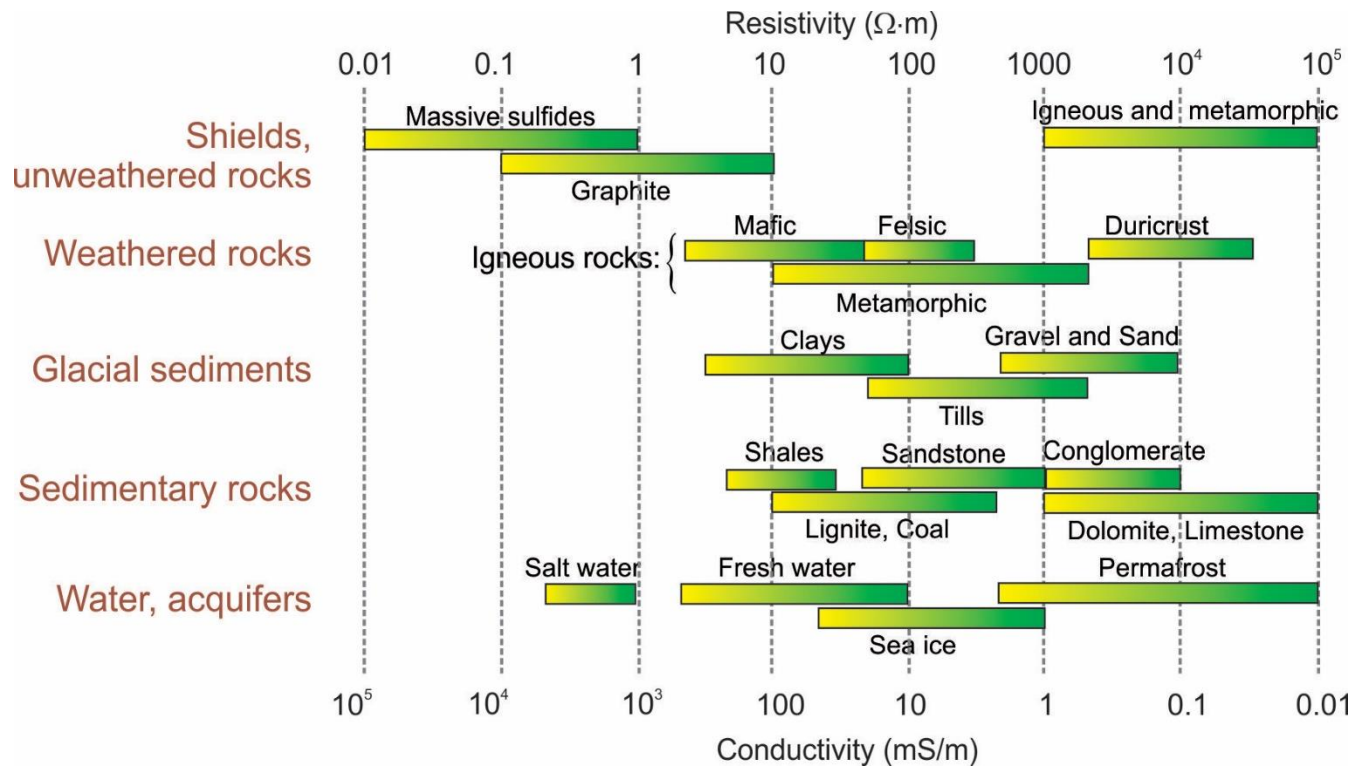 Resistivity (Ω·m)
0.01 0.1 1 10 100 1000 10⁴ 10⁵
Massive sulfides Igneous and metamorphic
Shields,
unweathered rocks
Graphite
Mafic Felsic Duricrust
Weathered rocks
Igneous rocks:
Metamorphic
Clays Gravel and Sand
Glacial sediments
Tills
Shales Sandstone Conglomerate
Sedimentary rocks
Lignite, Coal Dolomite, Limestone
Salt water Fresh water Permafrost
Water, acquifers
Sea ice
10⁵ 10⁴ 10³ 100 10 1 0.1 0.01
Conductivity (mS/m)